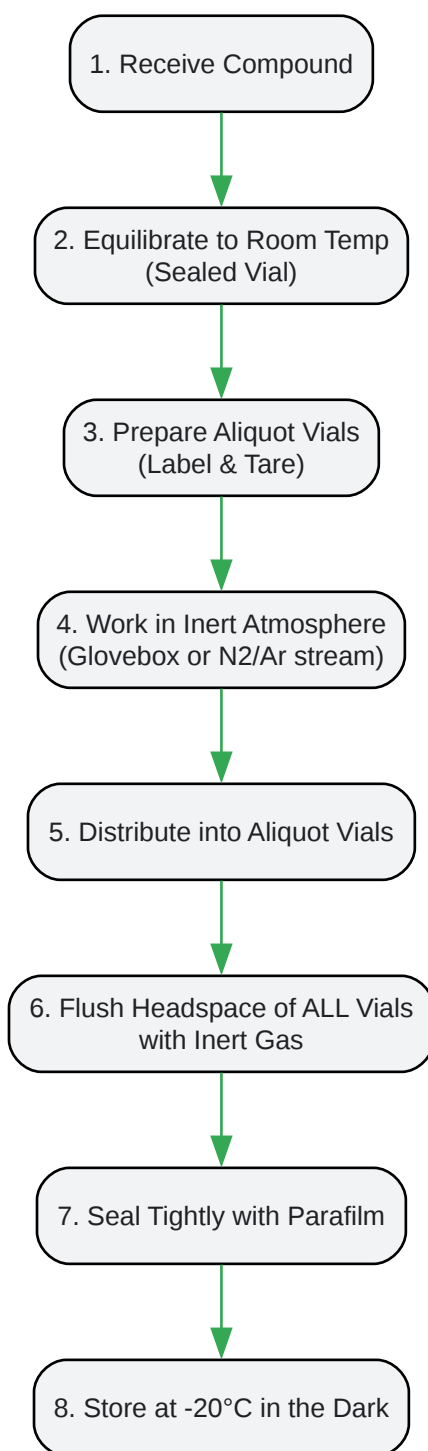 1. Receive Compound
2. Equilibrate to Room Temp
(Sealed Vial)
3. Prepare Aliquot Vials
(Label & Tare)
4. Work in Inert Atmosphere
(Glovebox or N2/Ar stream)
5. Distribute into Aliquot Vials
6. Flush Headspace of ALL Vials
with Inert Gas
7. Seal Tightly with Parafilm
8. Store at -20°C in the Dark